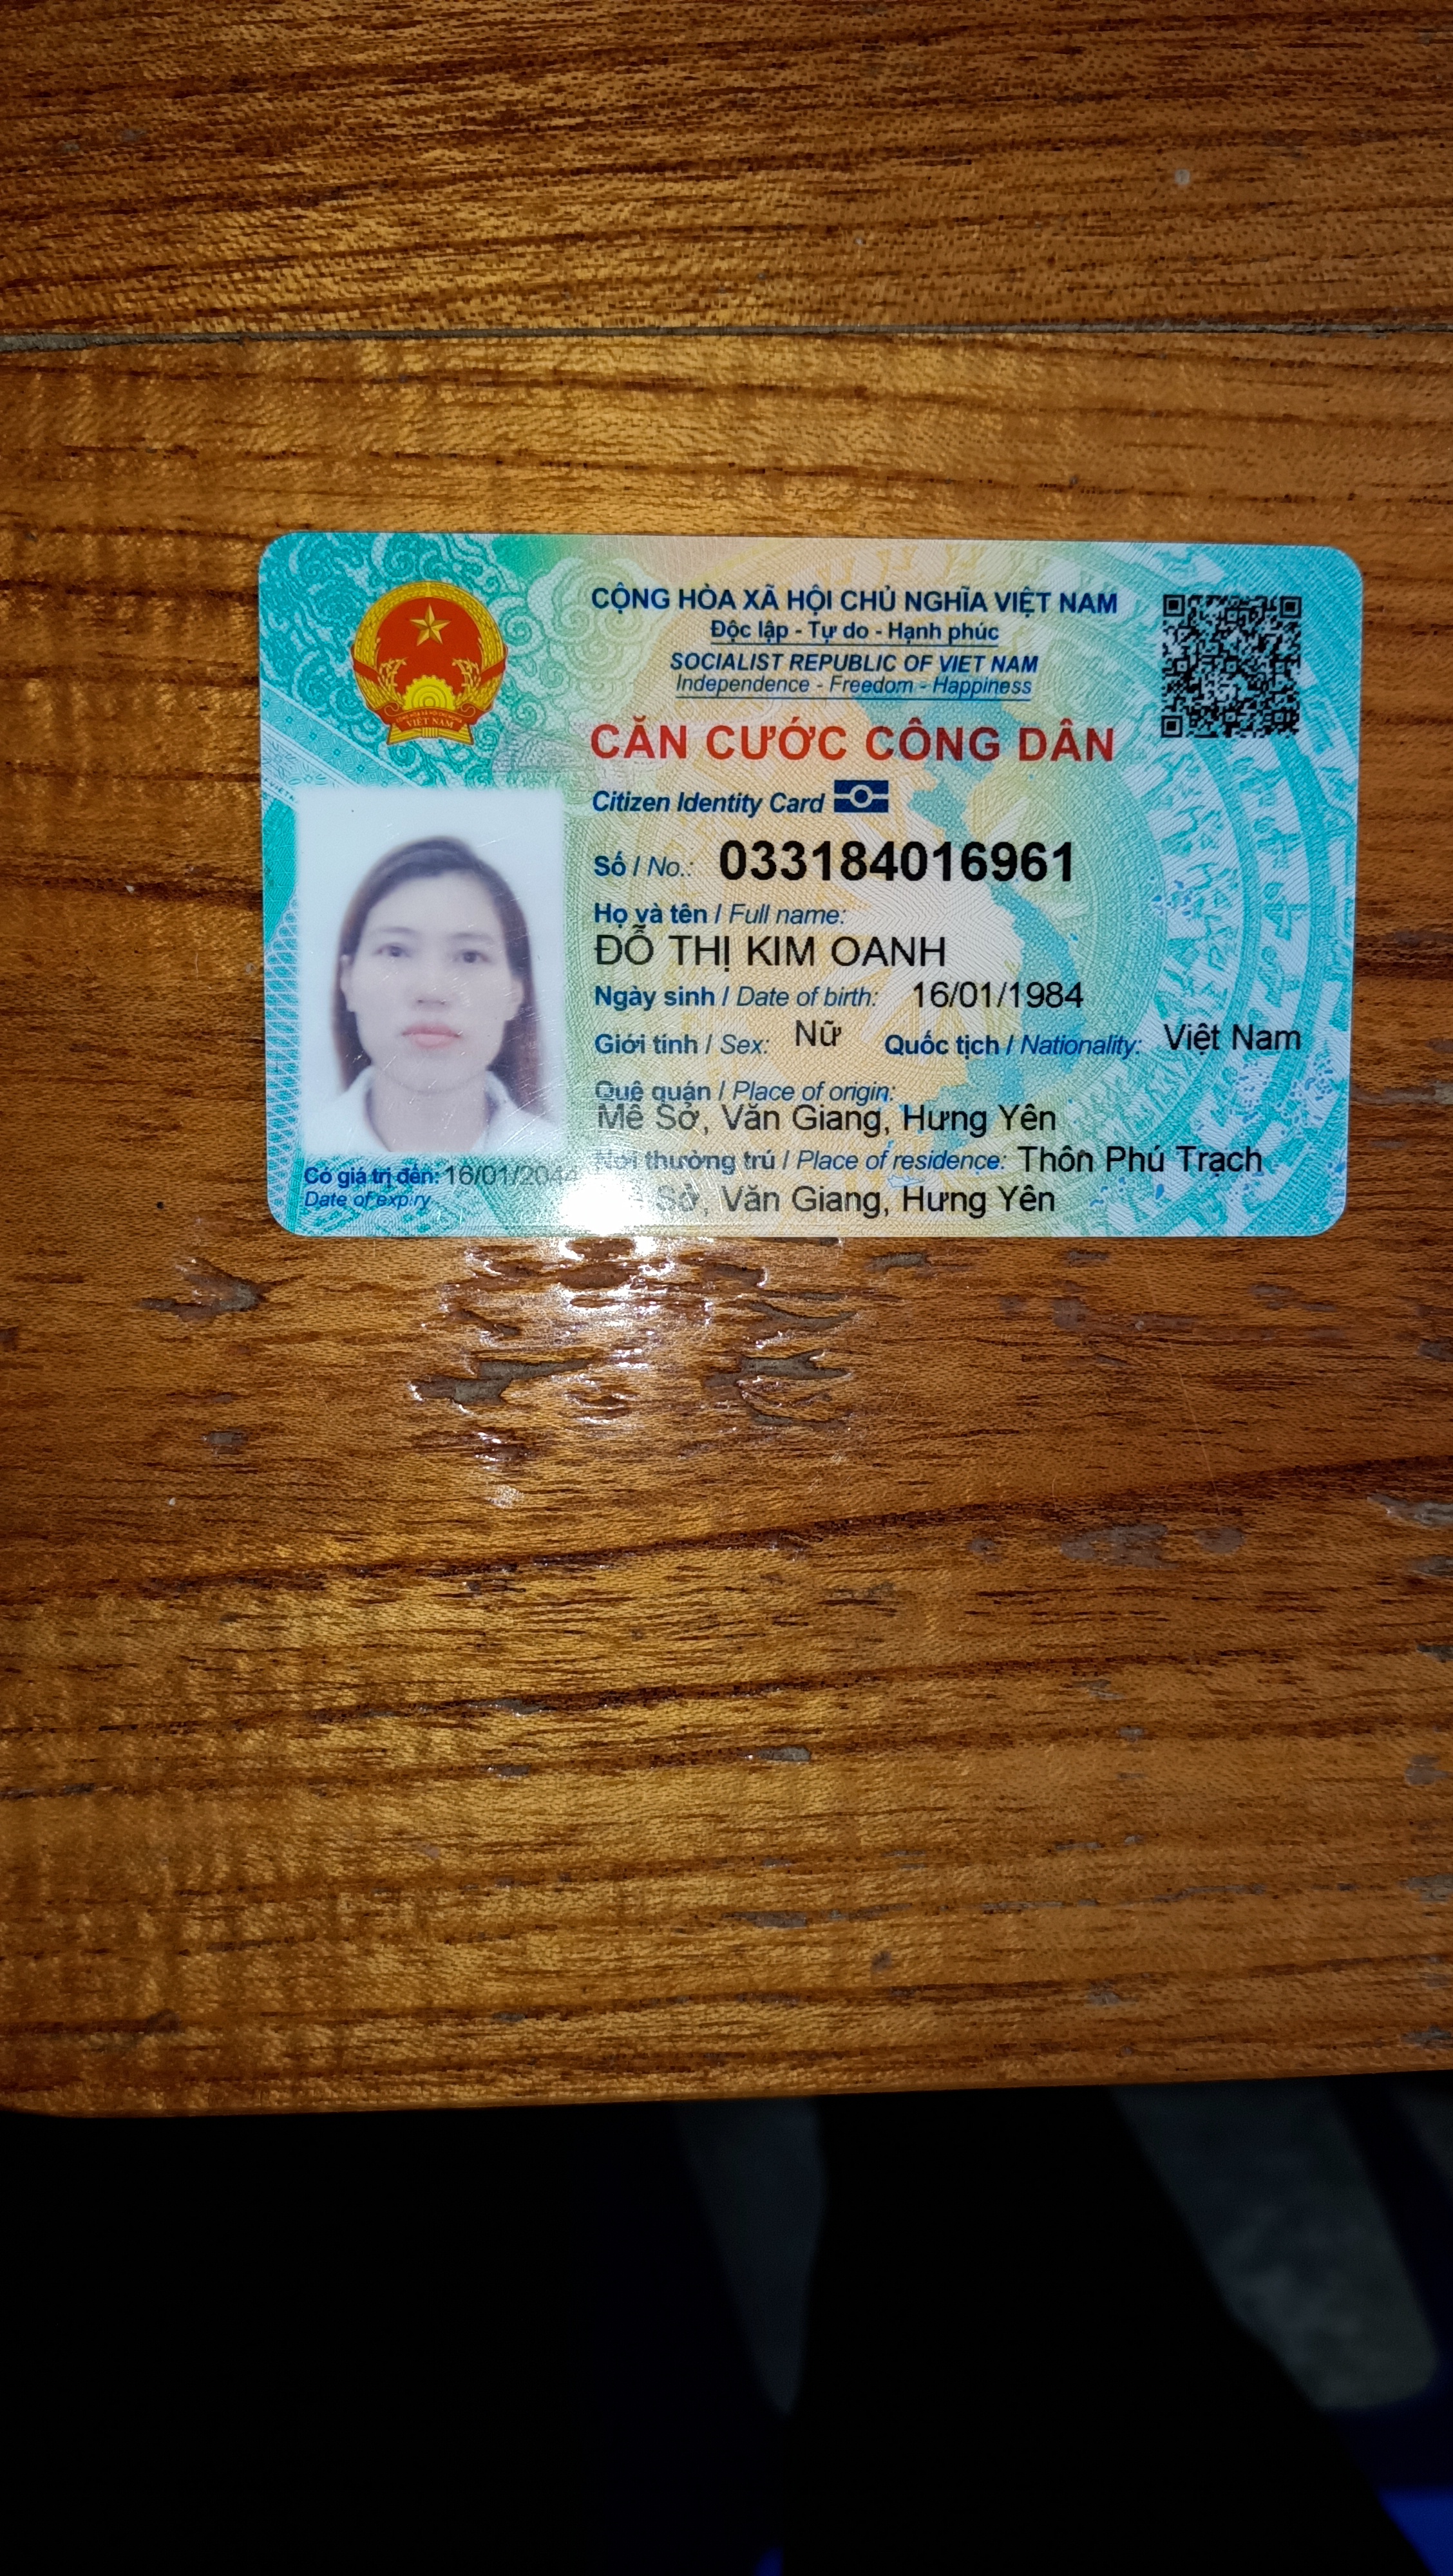 CỘNG HÒA XÃ HỘI CHỦ NGHĨA VIỆT NAM
Độc lập - Tự do - Hạnh phúc
SOCIALIST REPUBLIC OF VIET NAM
Independence - Freedom - Happiness
CĂN CƯỚC CÔNG DÂN
Citizen Identity Card
Số / No.: 033184016961
Họ và tên / Full name:
ĐỖ THỊ KIM OANH
Ngày sinh / Date of birth: 16/01/1984
Giới tính / Sex: Nữ Quốc tịch / Nationality: Việt Nam
Quê quán / Place of origin:
Mễ Sở, Văn Giang, Hưng Yên
Nơi thường trú / Place of residence: Thôn Phú Trạch
Sở, Văn Giang, Hưng Yên
Có giá trị đến: 16/01/2044
Date of expiry
VIỆT NAM